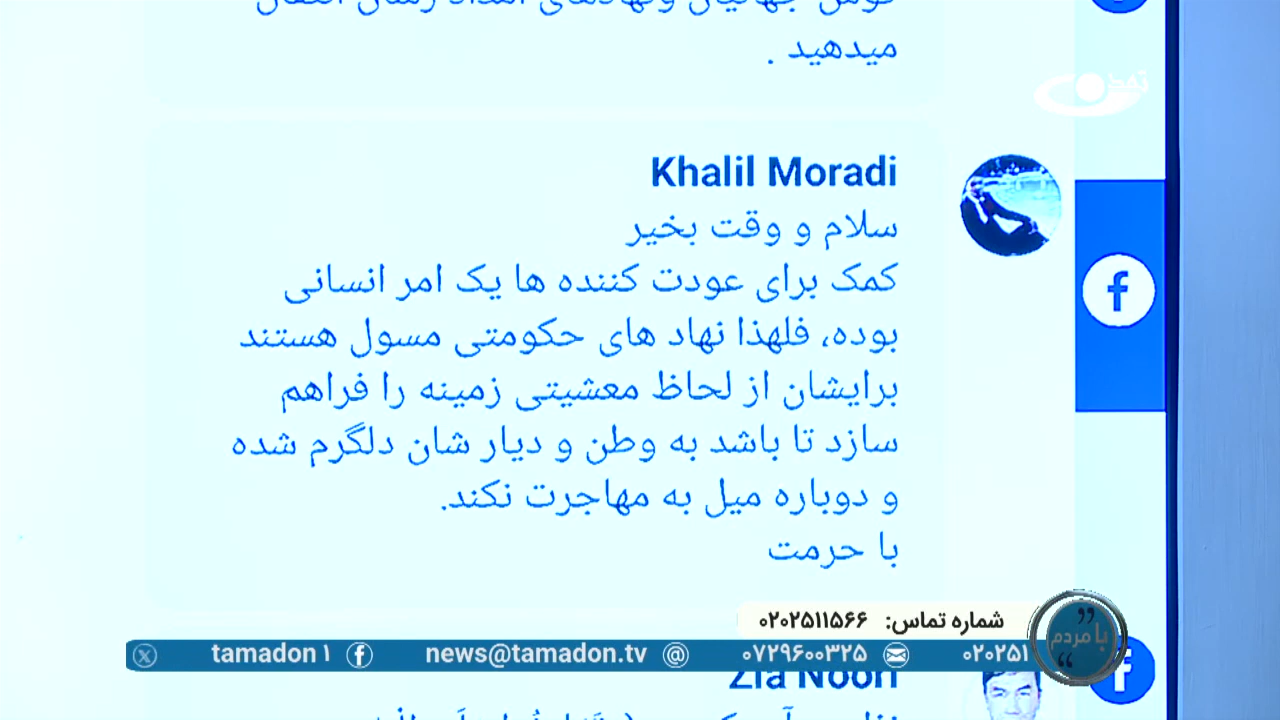 میدهید .
تمدن
Khalil Moradi
سلام و وقت بخیر
کمک برای عودت کننده ها یک امر انسانی
بوده، فلهذا نهاد های حکومتی مسول هستند
برایشان از لحاظ معشیتی زمینه را فراهم
سازد تا باشد به وطن و دیار شان دلگرم شده
و دوباره میل به مهاجرت نکند.
با حرمت
شماره تماس: ۰۲۰۲۵۱۱۵۶۶
با مردم
۰۲۰۲۵۱ ۰۷۲۹۶۰۰۳۲۵ news@tamadon.tv tamadon۱
Zia Noori